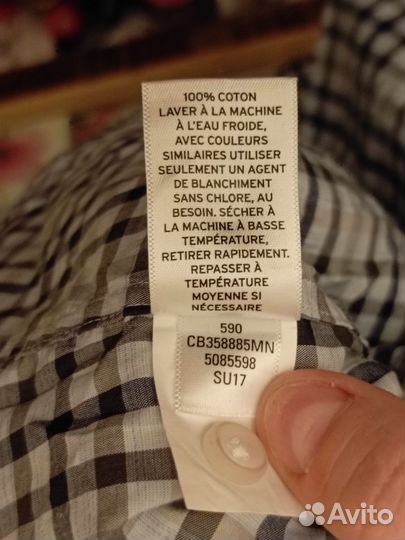 100% COTON
LAVER À LA MACHINE
À L'EAU FROIDE,
AVEC COULEURS
SIMILAIRES UTILISER
SEULEMENT UN AGENT
DE BLANCHIMENT
SANS CHLORE, AU
BESOIN. SÉCHER À
LA MACHINE À BASSE
TEMPÉRATURE,
RETIRER RAPIDEMENT.
REPASSER À
TEMPÉRATURE
MOYENNE SI
NÉCESSAIRE
590
CB358885MN
5085598
SU17
Avito